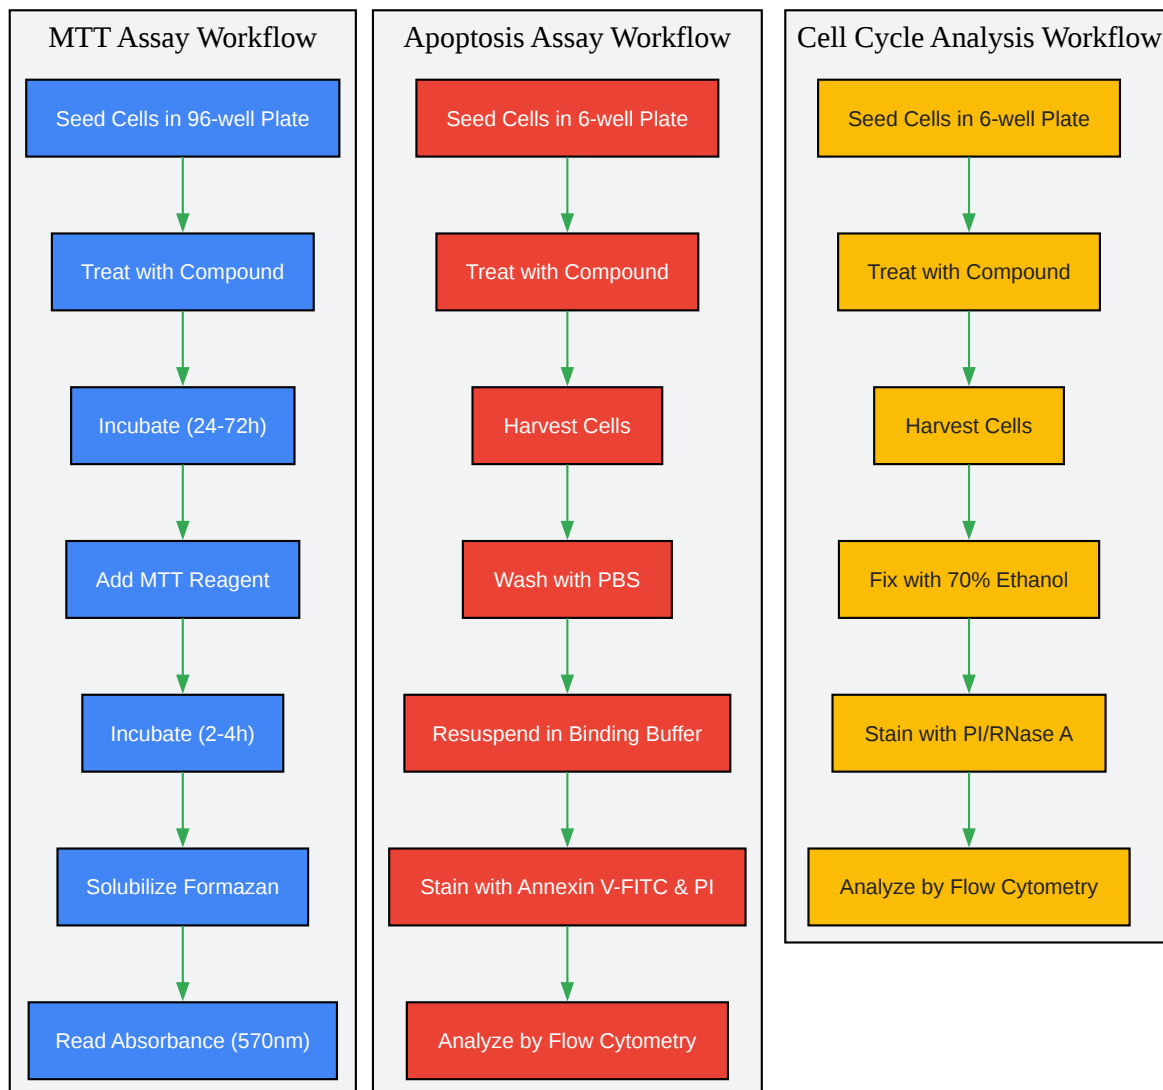 MTT Assay Workflow
Seed Cells in 96-well Plate
Treat with Compound
Incubate (24-72h)
Add MTT Reagent
Incubate (2-4h)
Solubilize Formazan
Read Absorbance (570nm)
Apoptosis Assay Workflow
Seed Cells in 6-well Plate
Treat with Compound
Harvest Cells
Wash with PBS
Resuspend in Binding Buffer
Stain with Annexin V-FITC & PI
Analyze by Flow Cytometry
Cell Cycle Analysis Workflow
Seed Cells in 6-well Plate
Treat with Compound
Harvest Cells
Fix with 70% Ethanol
Stain with PI/RNase A
Analyze by Flow Cytometry